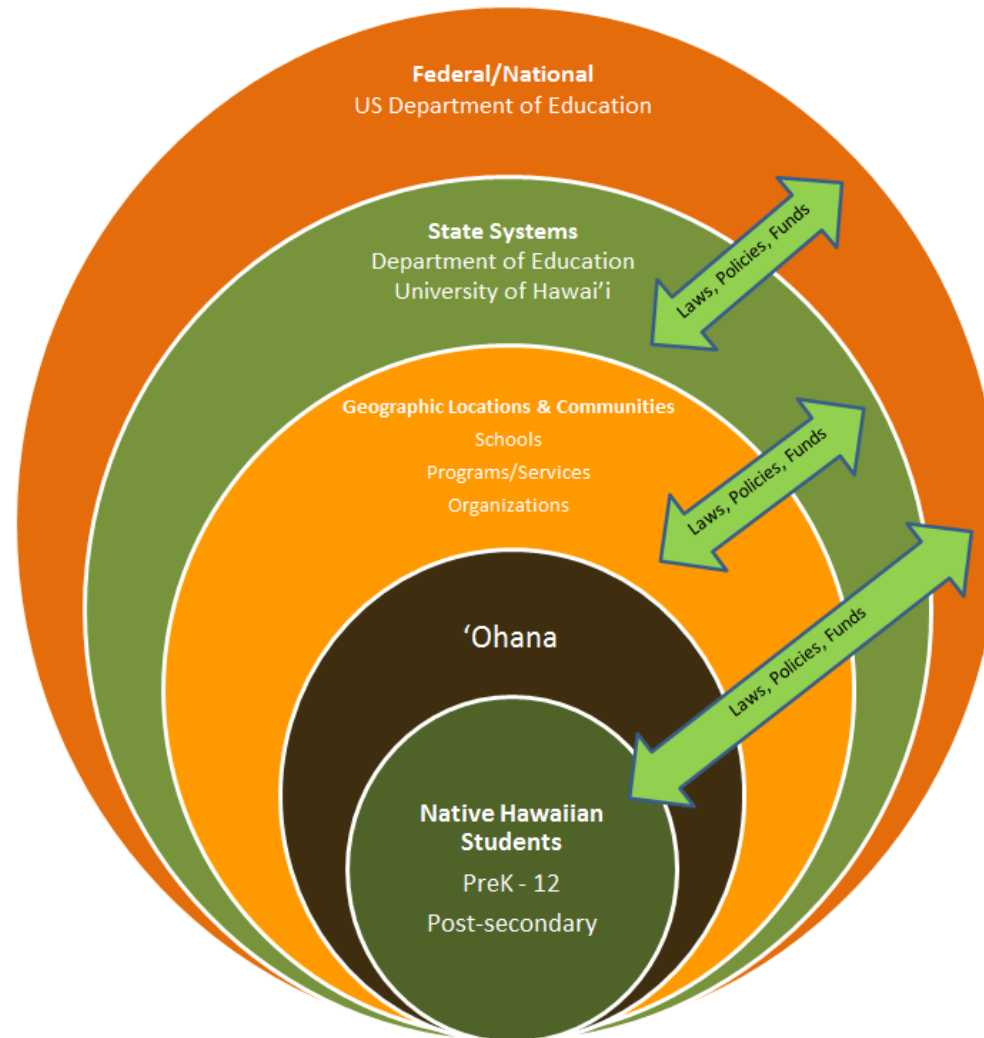 Federal/National
US Department of Education
State Systems
Department of Education
University of Hawai’i
Laws, Policies, Funds
Geographic Locations & Communities
Schools
Programs/Services
Organizations
Laws, Policies, Funds
‘Ohana
Laws, Policies, Funds
Native Hawaiian
Students
PreK - 12
Post-secondary